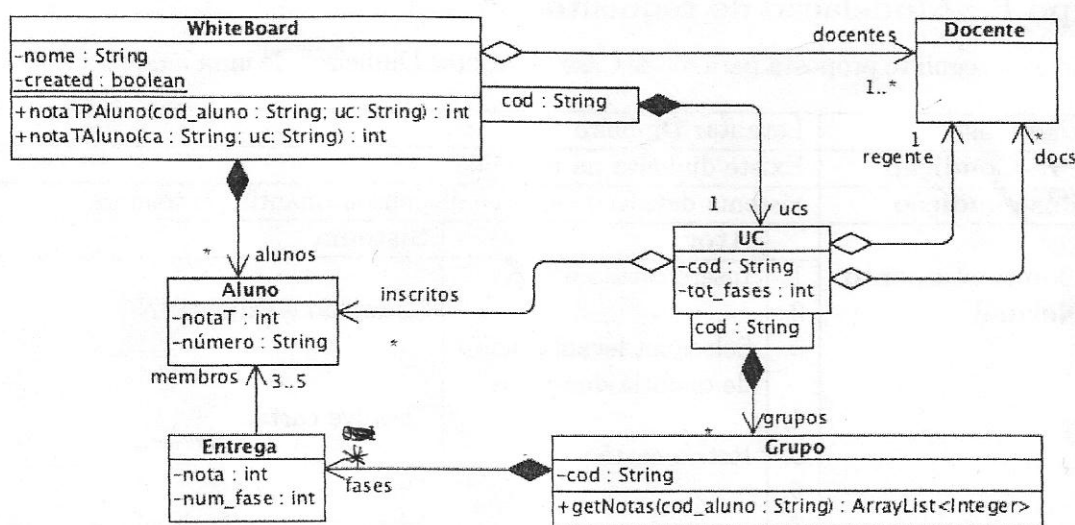 WhiteBoard
-nome : String
-created : boolean
+notaTPAluno(cod_aluno : String; uc: String) : int
+notaTAluno(ca : String; uc: String) : int
cod : String
docentes
1..*
Docente
1
regente
docs
1
ucs
UC
-cod : String
-tot_fases : int
cod : String
* alunos
Aluno
-notaT : int
-número : String
inscritos
*
membros 3..5
Entrega
-nota : int
-num_fase : int
*
fases
* grupos
Grupo
-cod : String
+getNotas(cod_aluno : String) : ArrayList<Integer>